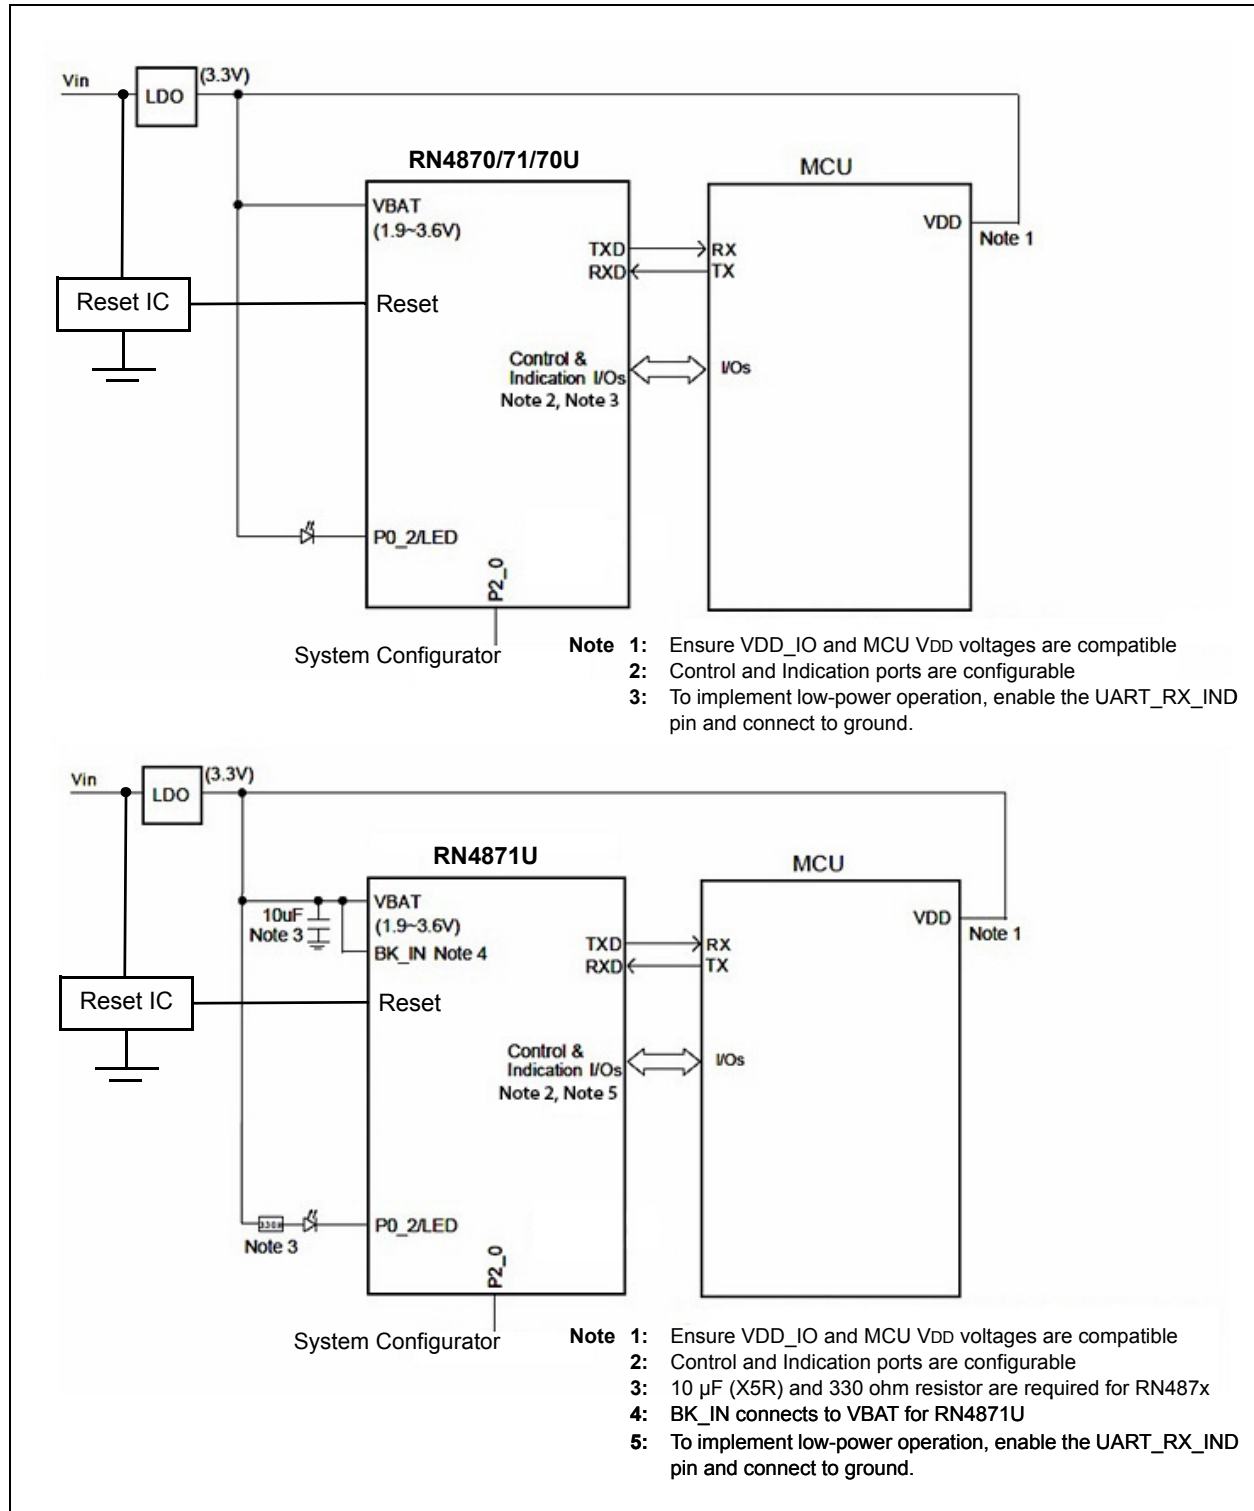 Vin
LDO
(3.3V)
RN4870/71/70U
MCU
VBAT
(1.9~3.6V)
VDD
Note 1
TXD
RX
RXD
TX
Reset IC
Reset
Control &
Indication I/Os
Note 2, Note 3
I/Os
P0_2/LED
P2_0
System Configurator
Note 1: Ensure VDD_IO and MCU VDD voltages are compatible
2: Control and Indication ports are configurable
3: To implement low-power operation, enable the UART_RX_IND
pin and connect to ground.
Vin
LDO
(3.3V)
RN4871U
MCU
VBAT
10uF
Note 3
(1.9~3.6V)
BK_IN Note 4
VDD
Note 1
TXD
RX
RXD
TX
Reset IC
Reset
Control &
Indication I/Os
Note 2, Note 5
I/Os
P0_2/LED
Note 3
P2_0
System Configurator
Note 1: Ensure VDD_IO and MCU VDD voltages are compatible
2: Control and Indication ports are configurable
3: 10 µF (X5R) and 330 ohm resistor are required for RN487x
4: BK_IN connects to VBAT for RN4871U
5: To implement low-power operation, enable the UART_RX_IND
pin and connect to ground.